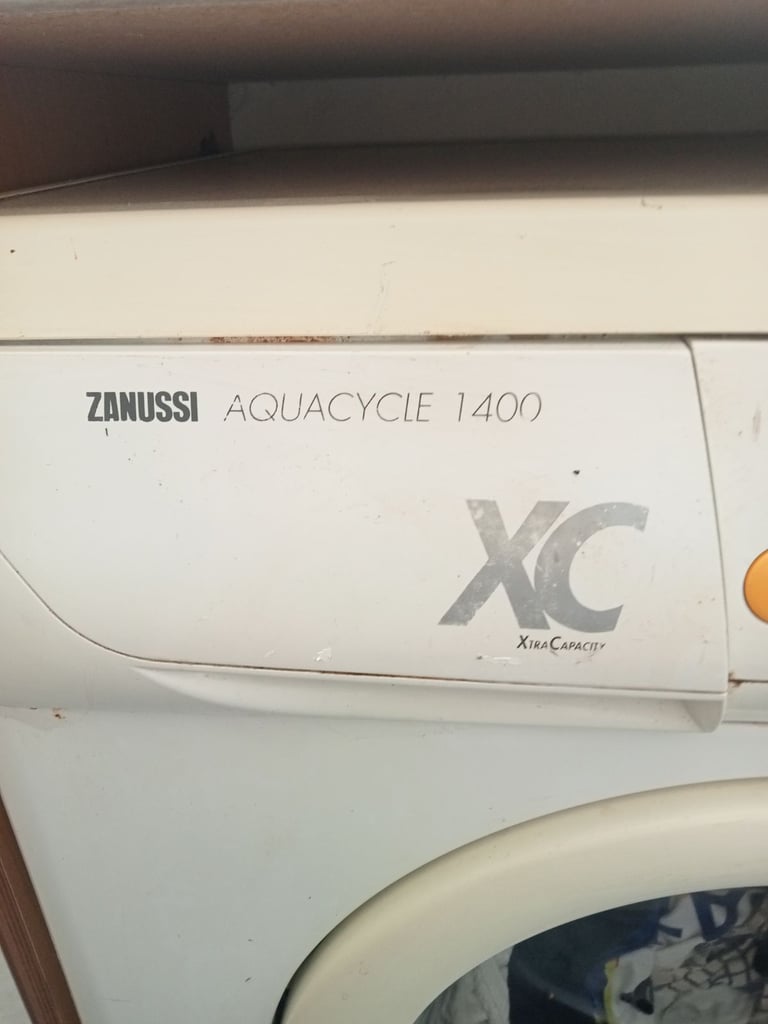 ZANUSSI AQUACYCLE 1400
XC
XTRACAPACITY